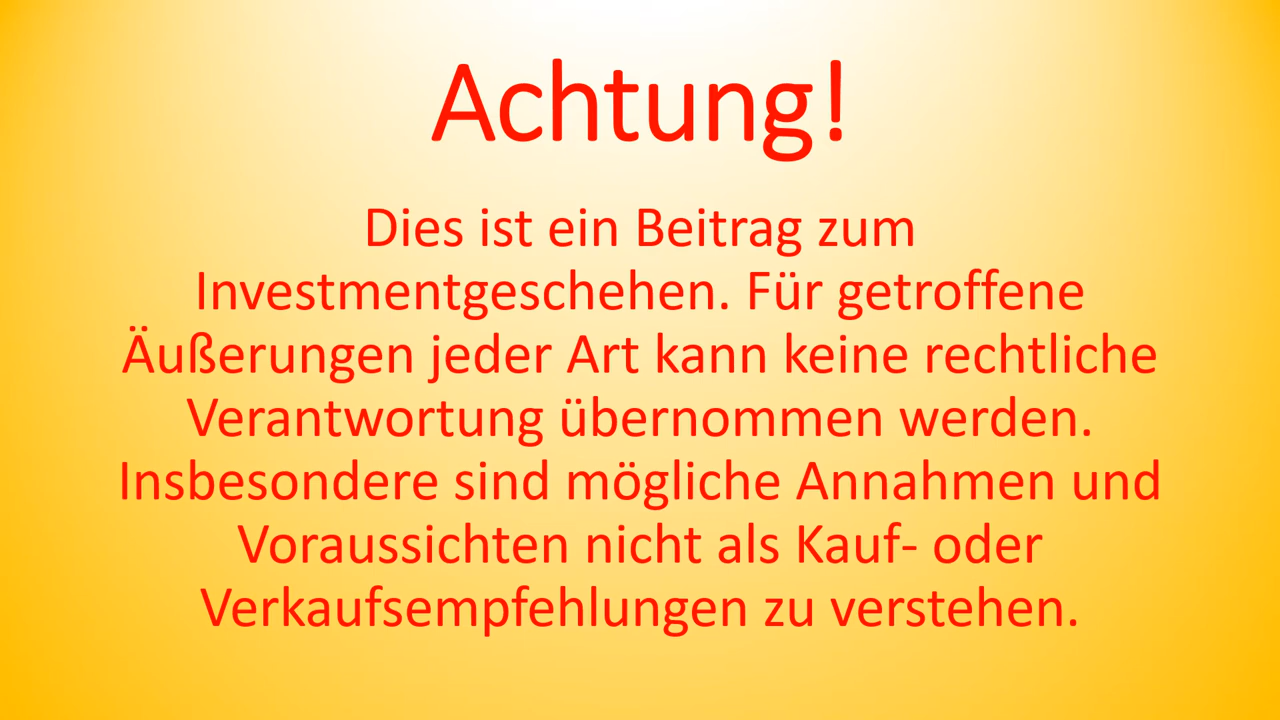 Achtung!
Dies ist ein Beitrag zum
Investmentgeschehen. Für getroffene
Äußerungen jeder Art kann keine rechtliche
Verantwortung übernommen werden.
Insbesondere sind mögliche Annahmen und
Voraussichten nicht als Kauf- oder
Verkaufsempfehlungen zu verstehen.